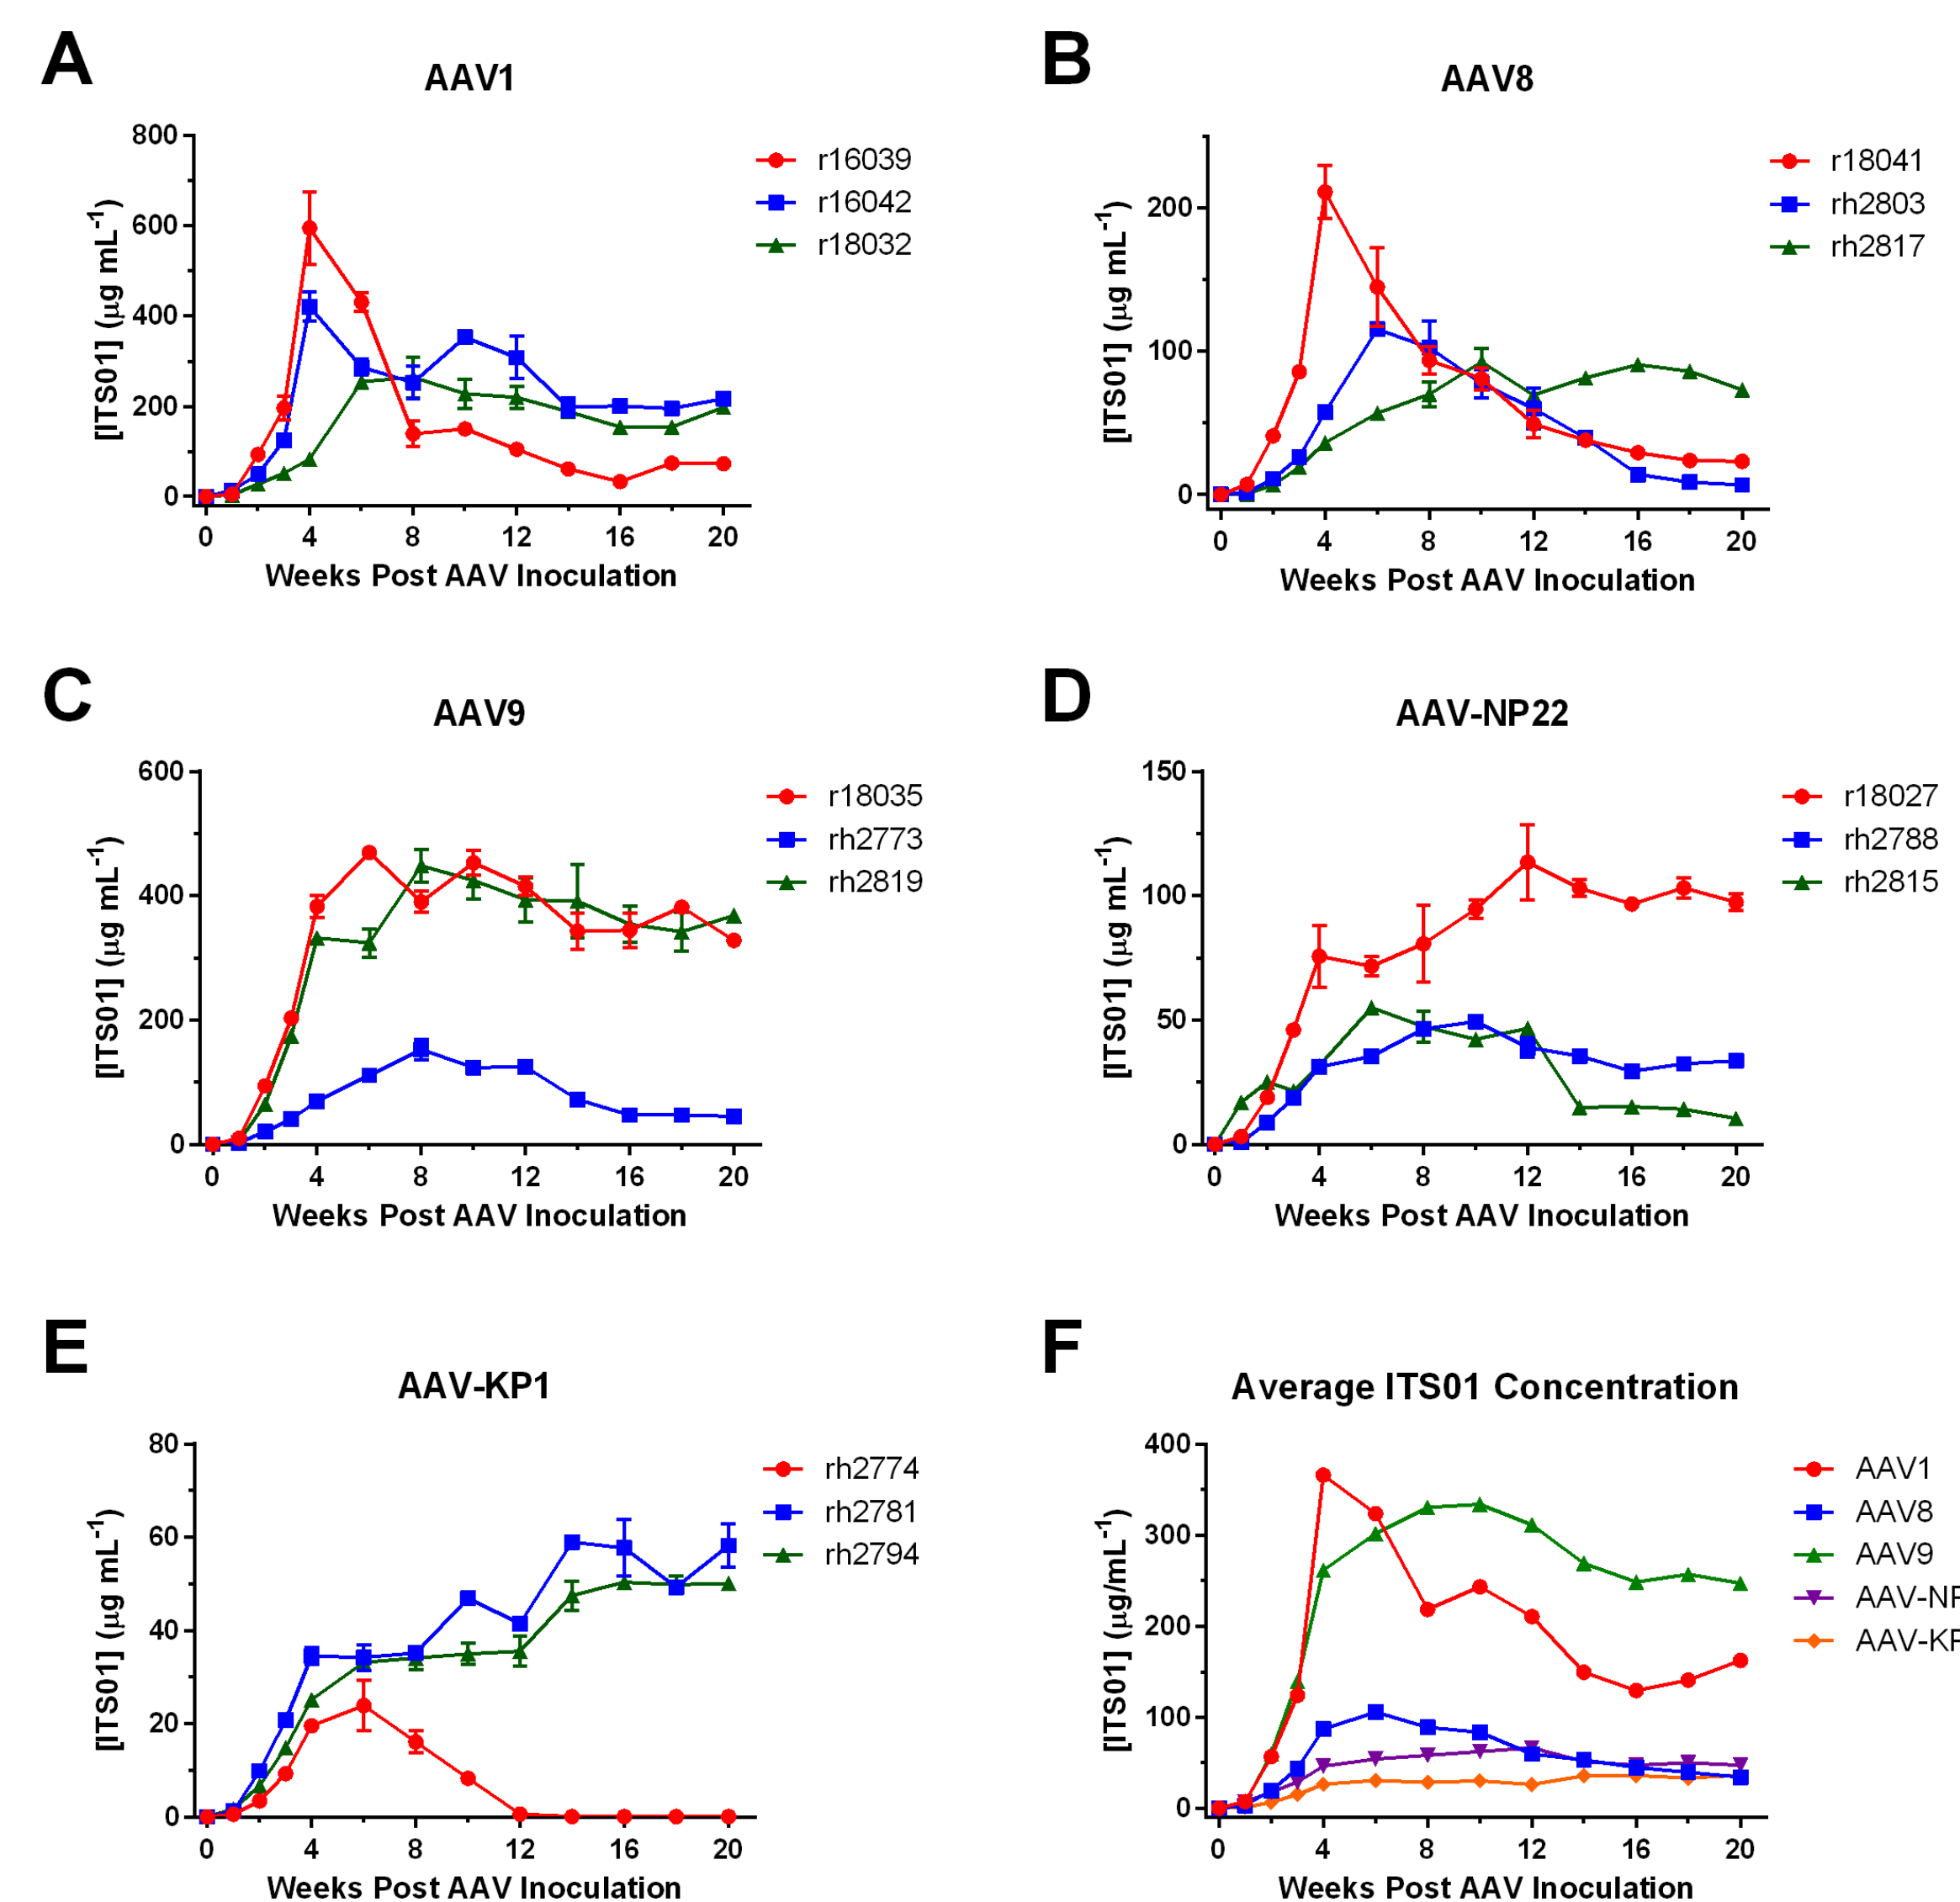 A
AAV1
[ITS01] (µg mL-1)
800
600
400
200
0
0 4 8 12 16 20
Weeks Post AAV Inoculation
r16039
r16042
r18032
B
AAV8
[ITS01] (µg mL-1)
200
100
0
0 4 8 12 16 20
Weeks Post AAV Inoculation
r18041
rh2803
rh2817
C
AAV9
[ITS01] (µg mL-1)
600
400
200
0
0 4 8 12 16 20
Weeks Post AAV Inoculation
r18035
rh2773
rh2819
D
AAV-NP22
[ITS01] (µg mL-1)
150
100
50
0
0 4 8 12 16 20
Weeks Post AAV Inoculation
r18027
rh2788
rh2815
E
AAV-KP1
[ITS01] (µg mL-1)
80
60
40
20
0
0 4 8 12 16 20
Weeks Post AAV Inoculation
rh2774
rh2781
rh2794
F
Average ITS01 Concentration
[ITS01] (µg/mL-1)
400
300
200
100
0
0 4 8 12 16 20
Weeks Post AAV Inoculation
AAV1
AAV8
AAV9